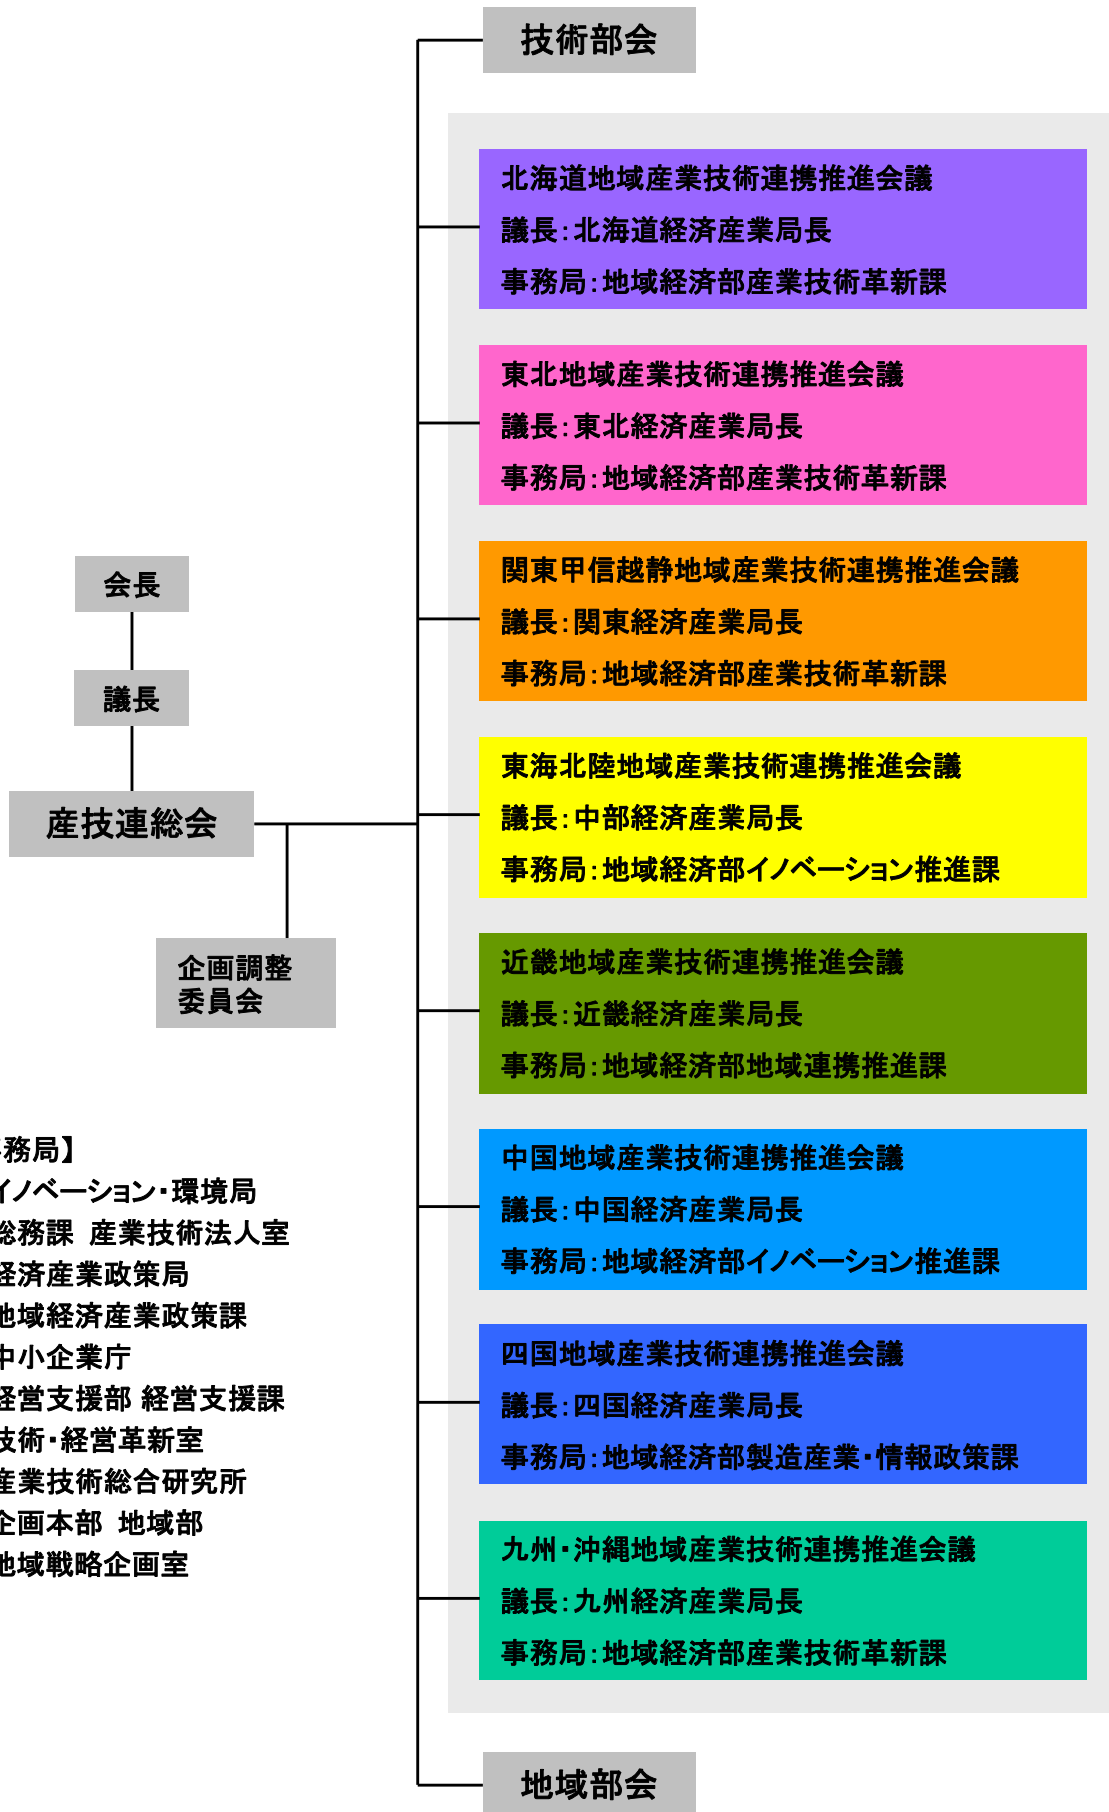 技術部会
北海道地域産業技術連携推進会議
議長：北海道経済産業局長
事務局：地域経済部産業技術革新課
東北地域産業技術連携推進会議
議長：東北経済産業局長
事務局：地域経済部産業技術革新課
関東甲信越静地域産業技術連携推進会議
議長：関東経済産業局長
事務局：地域経済部産業技術革新課
東海北陸地域産業技術連携推進会議
議長：中部経済産業局長
事務局：地域経済部イノベーション推進課
近畿地域産業技術連携推進会議
議長：近畿経済産業局長
事務局：地域経済部地域連携推進課
中国地域産業技術連携推進会議
議長：中国経済産業局長
事務局：地域経済部イノベーション推進課
四国地域産業技術連携推進会議
議長：四国経済産業局長
事務局：地域経済部製造産業・情報政策課
九州・沖縄地域産業技術連携推進会議
議長：九州経済産業局長
事務局：地域経済部産業技術革新課
地域部会
会長
議長
産技連総会
企画調整
委員会
務局】
イノベーション・環境局
総務課 産業技術法人室
経済産業政策局
地域経済産業政策課
中小企業庁
経営支援部 経営支援課
技術・経営革新室
産業技術総合研究所
企画本部 地域部
地域戦略企画室